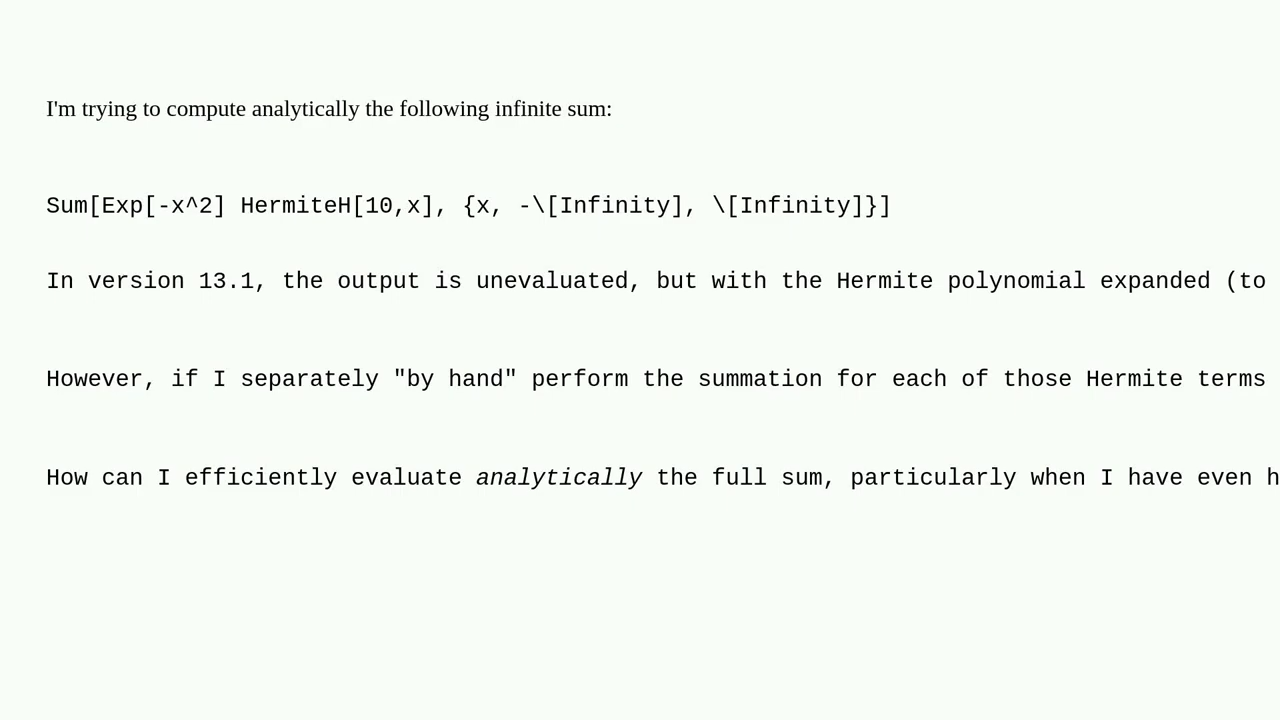 I'm trying to compute analytically the following infinite sum:
Sum[Exp[-x^2] HermiteH[10,x], {x, -\[Infinity], \[Infinity]}]
In version 13.1, the output is unevaluated, but with the Hermite polynomial expanded (to
However, if I separately "by hand" perform the summation for each of those Hermite terms
How can I efficiently evaluate analytically the full sum, particularly when I have even